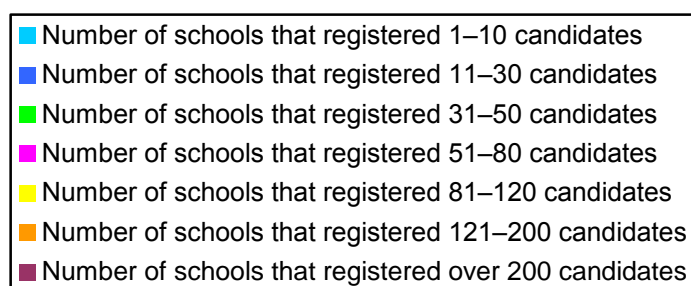 Number of schools that registered 1–10 candidates
Number of schools that registered 11–30 candidates
Number of schools that registered 31–50 candidates
Number of schools that registered 51–80 candidates
Number of schools that registered 81–120 candidates
Number of schools that registered 121–200 candidates
Number of schools that registered over 200 candidates